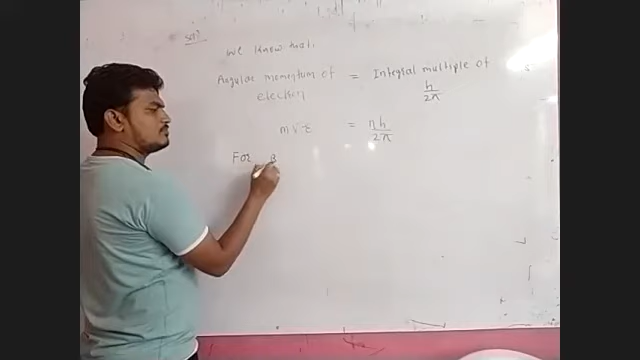 Sol?.
We know that,
Angular momentum of = Integral multiple of
electron h/2π
mvr = nh/2π
For B